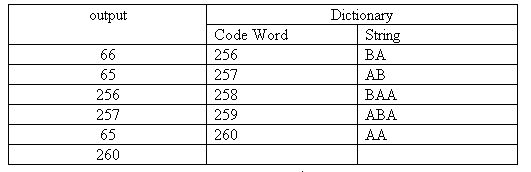 output Dictionary
Code Word String
66 256 BA
65 257 AB
256 258 BAA
257 259 ABA
65 260 AA
260